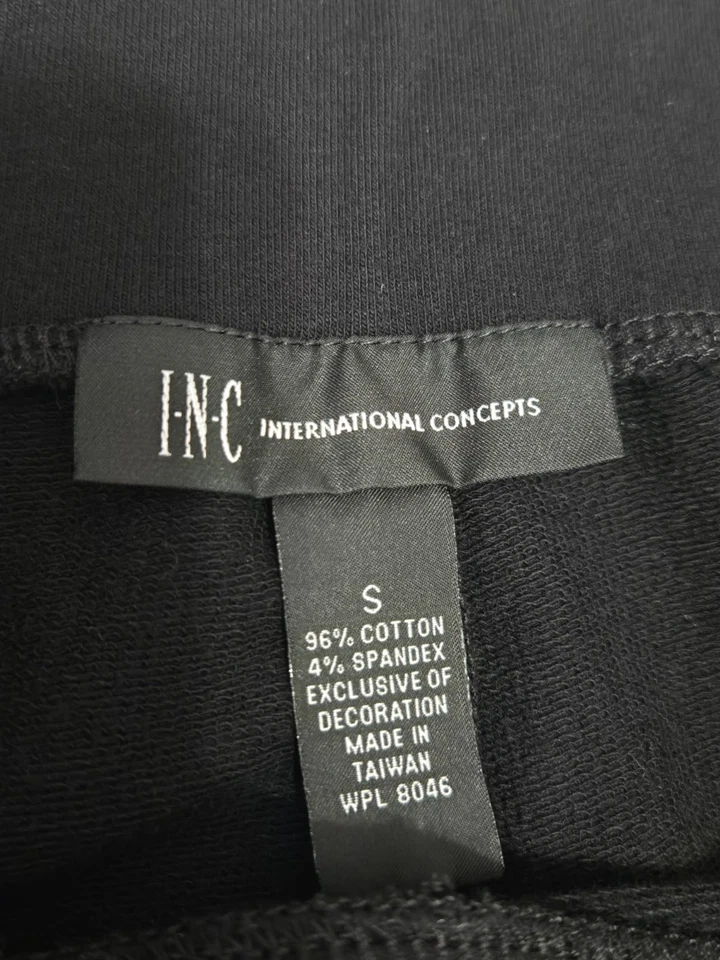 I·N·C INTERNATIONAL CONCEPTS
S
96% COTTON
4% SPANDEX
EXCLUSIVE OF
DECORATION
MADE IN
TAIWAN
WPL 8046